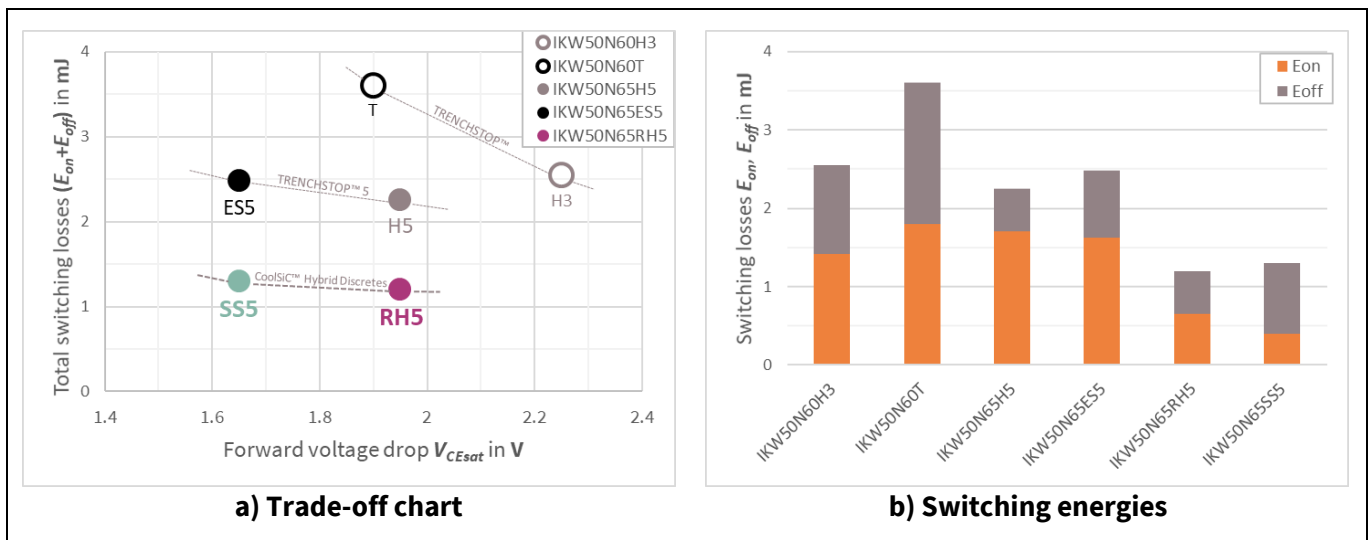 Total switching losses (Eon+Eoff) in mJ
4
3
2
1
0
1.4
1.6
1.8
2
2.2
2.4
Forward voltage drop VCEsat in V
IKW50N60H3
IKW50N60T
IKW50N65H5
IKW50N65ES5
IKW50N65RH5
T
TRENCHSTOP™
H3
TRENCHSTOP™ 5
ES5
H5
CoolSiC™ Hybrid Discretes
SS5
RH5
a) Trade-off chart
Switching losses Eon, Eoff in mJ
4
3
2
1
0
Eon
Eoff
IKW50N60H3
IKW50N60T
IKW50N65H5
IKW50N65ES5
IKW50N65RH5
IKW50N65SS5
b) Switching energies